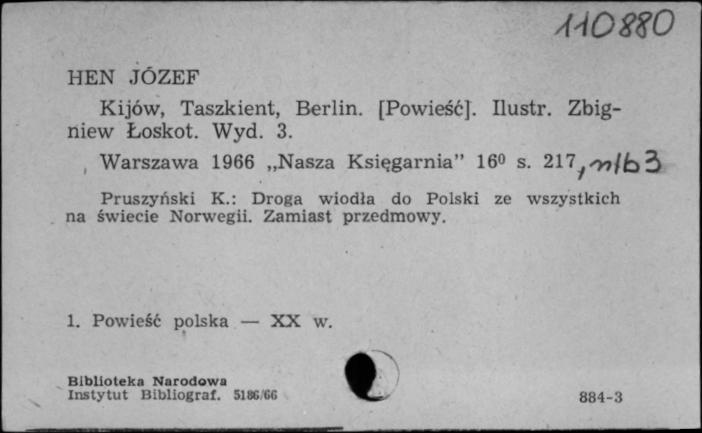 110880
HEN JÓZEF
Kijów, Taszkient, Berlin. [Powieść]. Ilustr. Zbig-
niew Łoskot. Wyd. 3.
Warszawa 1966 „Nasza Księgarnia" 16⁰ s. 217, nlb 3
Pruszyński K.: Droga wiodła do Polski ze wszystkich
na świecie Norwegii. Zamiast przedmowy.
1. Powieść polska — XX w.
Biblioteka Narodowa
Instytut Bibliograf. 5186/66
884-3